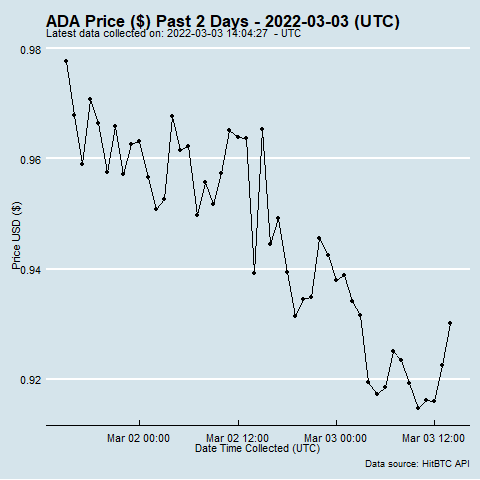 ADA Price ($) Past 2 Days - 2022-03-03 (UTC)
Latest data collected on: 2022-03-03 14:04:27  - UTC
0.98
0.96
0.94
0.92
Price USD ($)
Mar 02 00:00 Mar 02 12:00 Mar 03 00:00 Mar 03 12:00
Date Time Collected (UTC)
Data source: HitBTC API